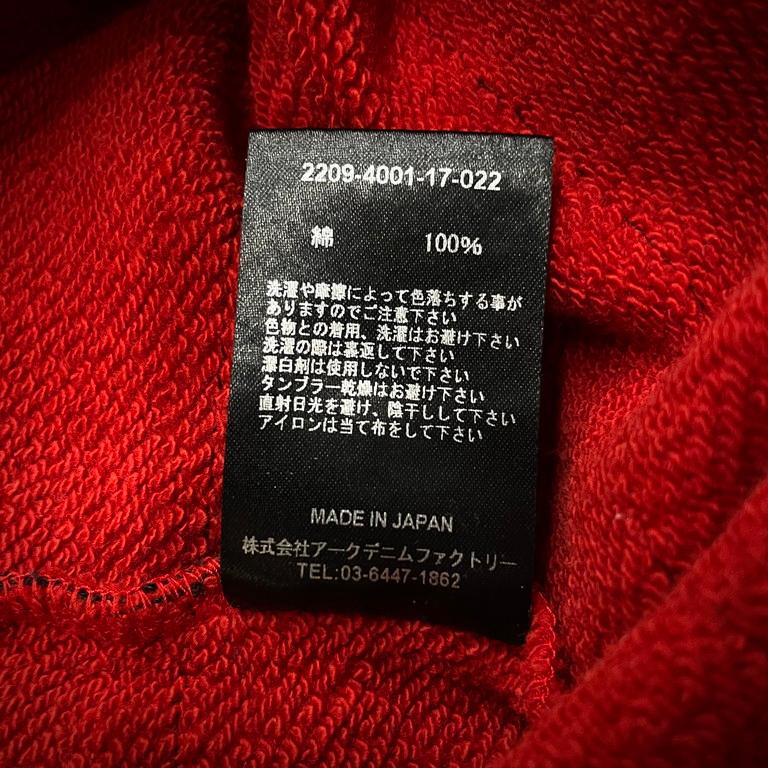 2209-4001-17-022
綿 100%
洗濯や摩擦によって色落ちする事が
ありますのでご注意下さい
色物との着用、洗濯はお避け下さい
洗濯の際は裏返して下さい
漂白剤は使用しないで下さい
タンブラー乾燥はお避け下さい
直射日光を避け、陰干しして下さい
アイロンは当て布をして下さい
MADE IN JAPAN
株式会社アークデニムファクトリー
TEL:03-6447-1862